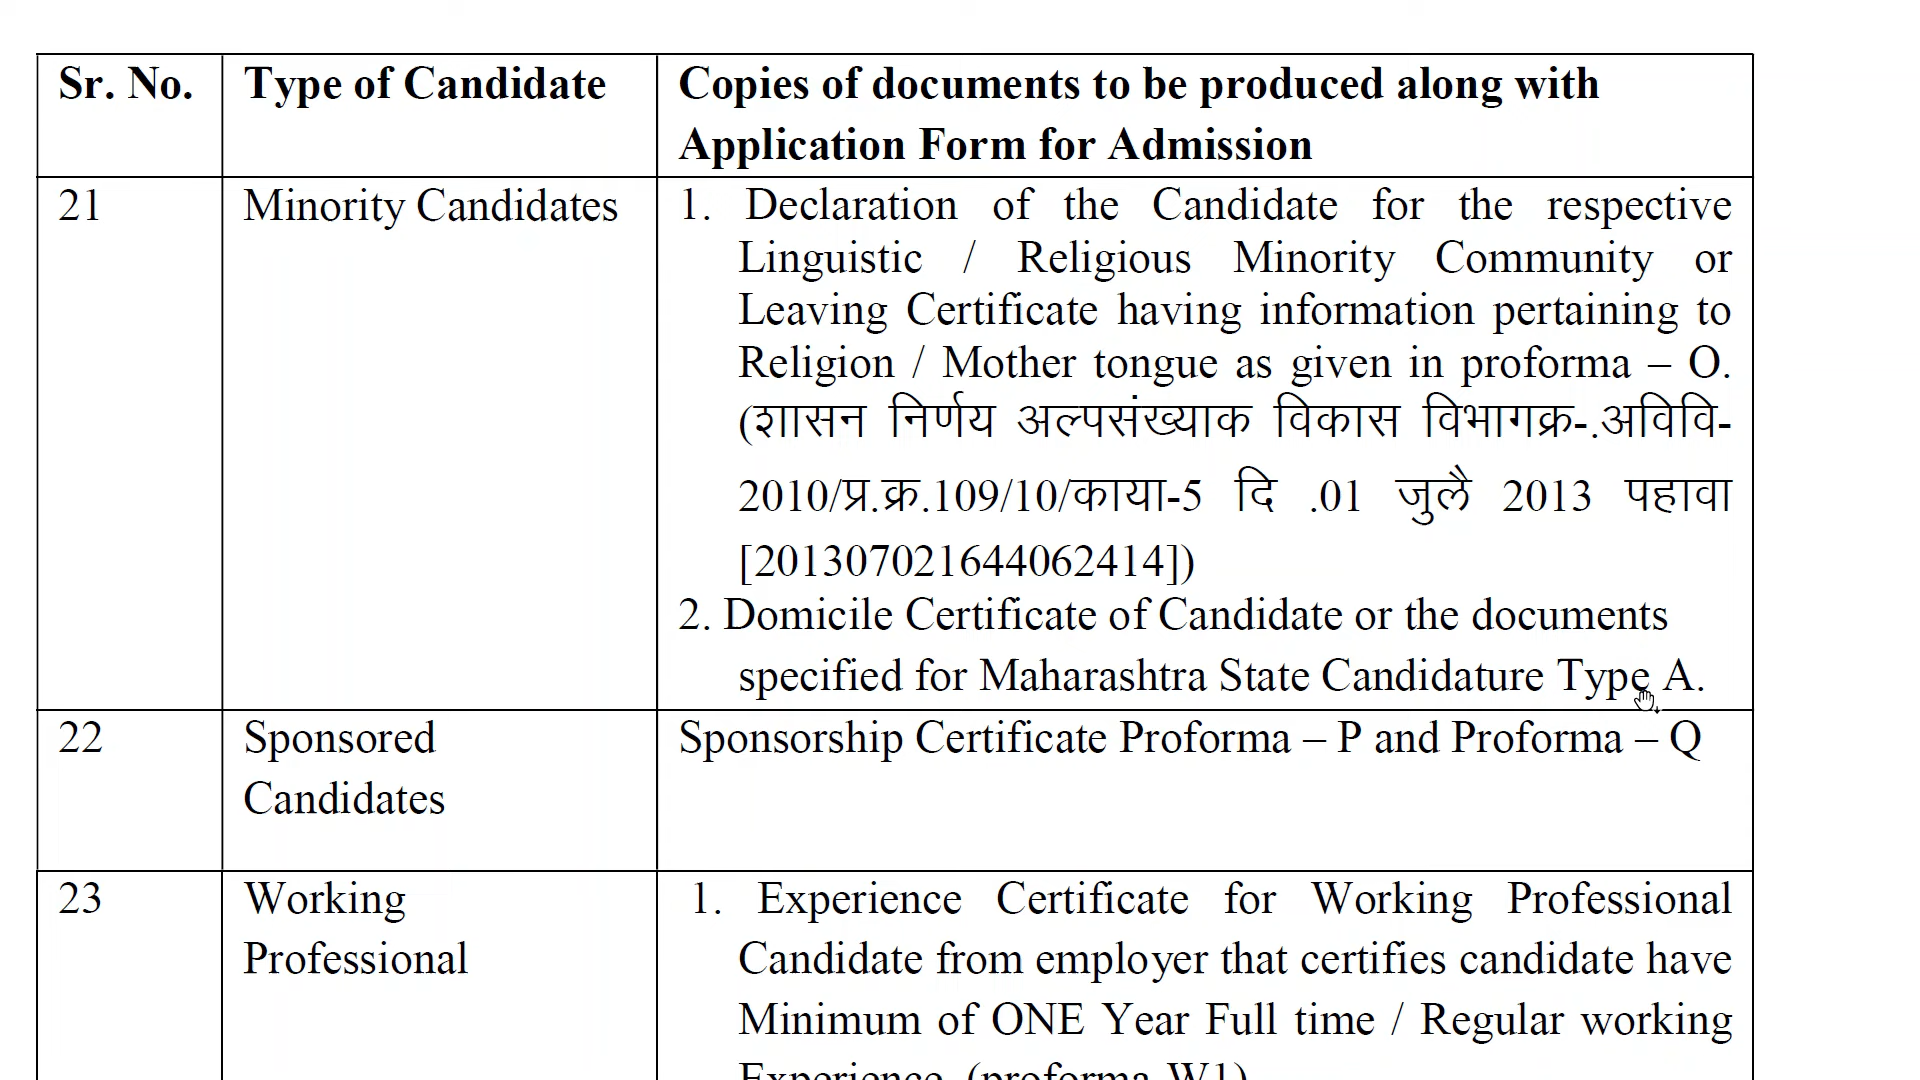 Sr. No. Type of Candidate Copies of documents to be produced along with
Application Form for Admission
21 Minority Candidates 1. Declaration of the Candidate for the respective
Linguistic / Religious Minority Community or
Leaving Certificate having information pertaining to
Religion / Mother tongue as given in proforma – O.
(शासन निर्णय अल्पसंख्याक विकास विभागक्र-.अविवि-
2010/प्र.क्र.109/10/काया-5 दि .01 जुलै 2013 पहावा
[201307021644062414])
2. Domicile Certificate of Candidate or the documents
specified for Maharashtra State Candidature Type A.
22 Sponsored Sponsorship Certificate Proforma – P and Proforma – Q
Candidates
23 Working 1. Experience Certificate for Working Professional
Professional Candidate from employer that certifies candidate have
Minimum of ONE Year Full time / Regular working
Experience (proforma W1)